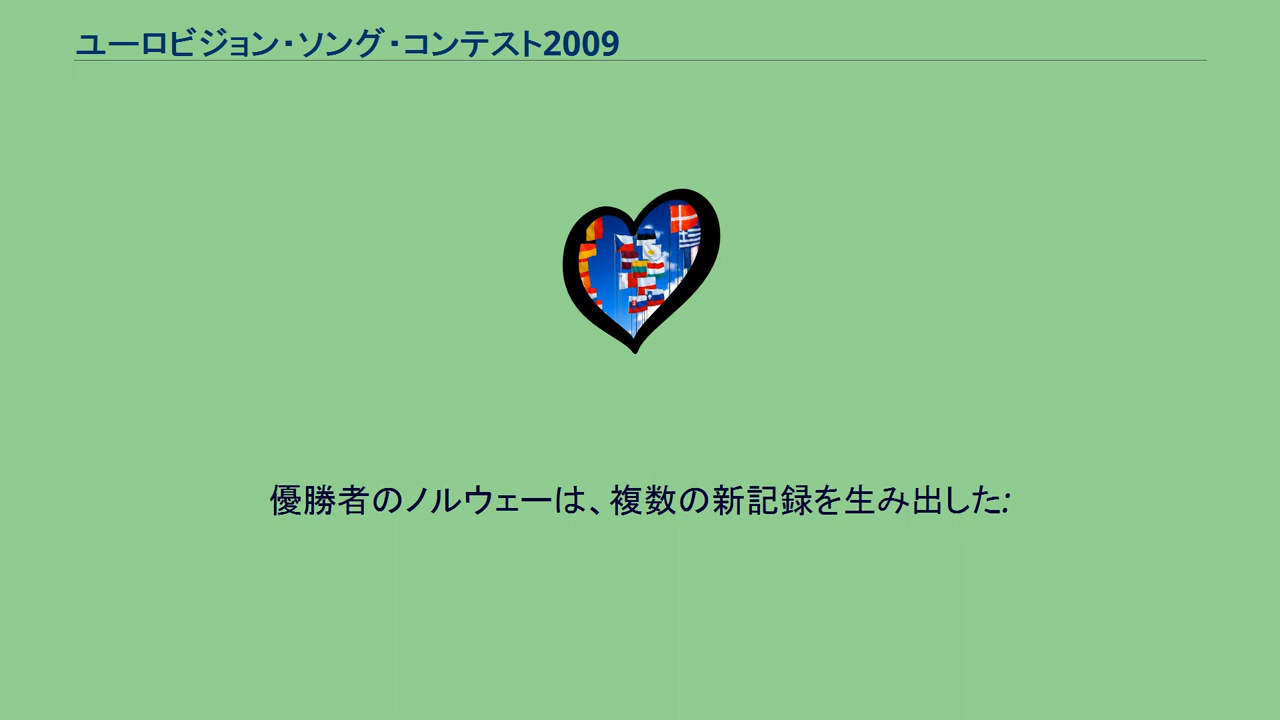 ユーロビジョン・ソング・コンテスト2009
優勝者のノルウェーは、複数の新記録を生み出した: